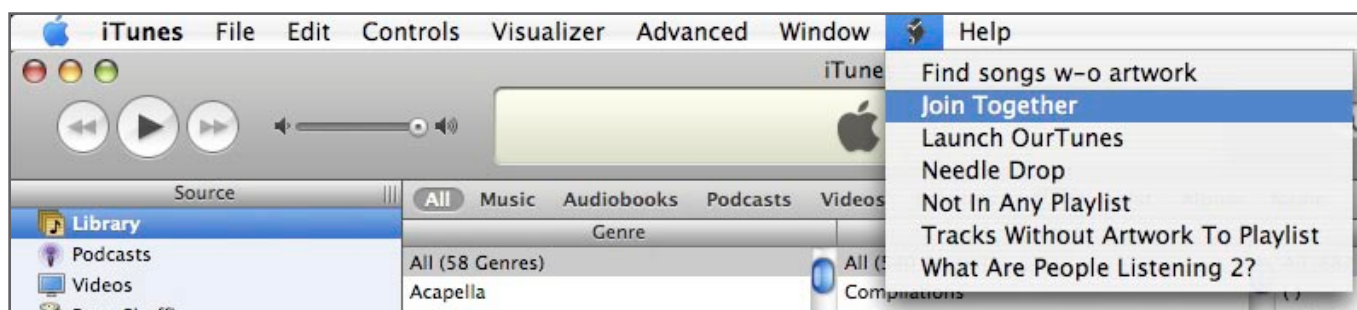 iTunes File Edit Controls Visualizer Advanced Window Help
iTune
Find songs w-o artwork
Join Together
Launch OurTunes
Needle Drop
Not In Any Playlist
Tracks Without Artwork To Playlist
What Are People Listening 2?
Source
All Music Audiobooks Podcasts Videos
Library
Genre
Podcasts
All (58 Genres)
All (5
Videos
Acapella
Compilations